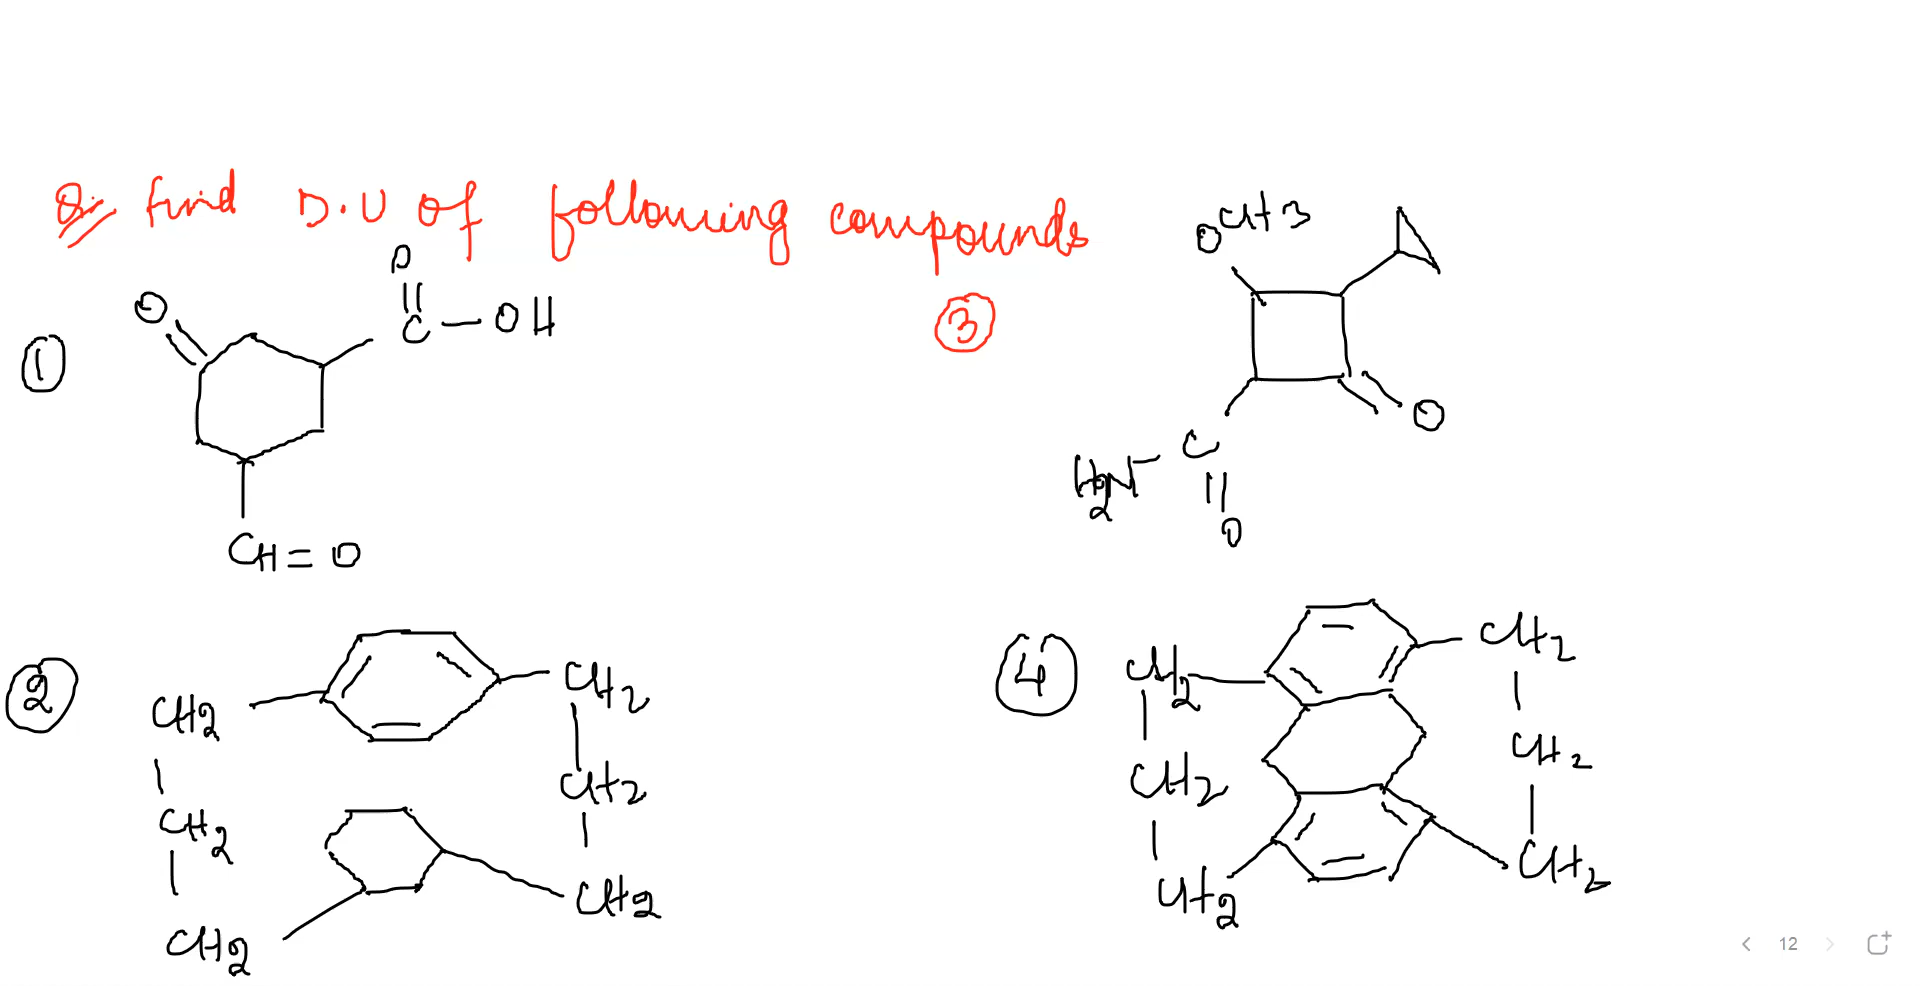 Q:- find D.U of following compounds
①
O
O
C-OH
CH=O
③
OCH3
O
H2N
C
O
②
CH2
CH2
CH2
CH2
CH2
CH2
④
CH2
CH2
CH2
CH2
CH2
CH2
12